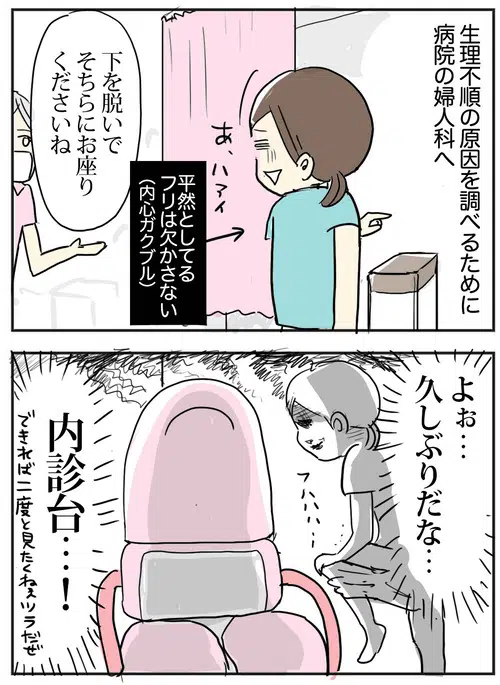 生理不順の原因を調べるために
病院の婦人科へ
下を脱いで
そちらにお座り
くださいね
あ、ハァイ
平然としてる
フリは欠かさない
(内心ガクブル)
よぉ…
久しぶりだな…
フハハハ…
内診台…!
できれば二度と見たくねぇツラだぜ